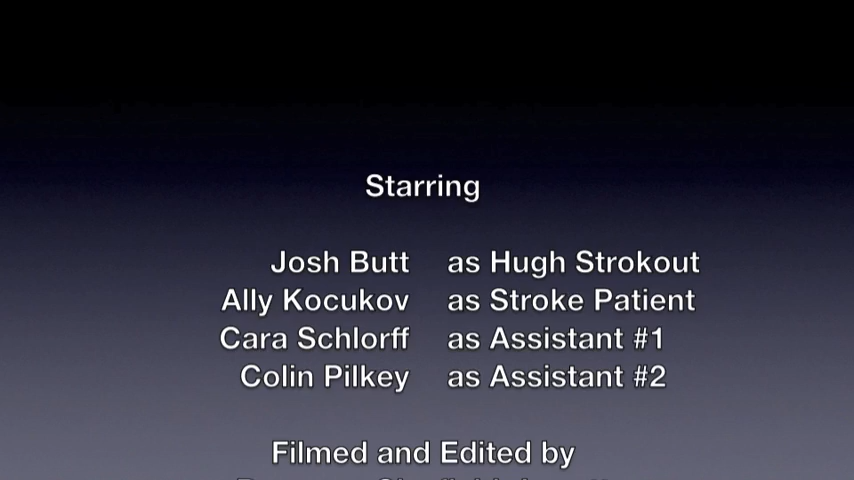 Starring
Josh Butt as Hugh Strokout
Ally Kocukov as Stroke Patient
Cara Schlorff as Assistant #1
Colin Pilkey as Assistant #2
Filmed and Edited by